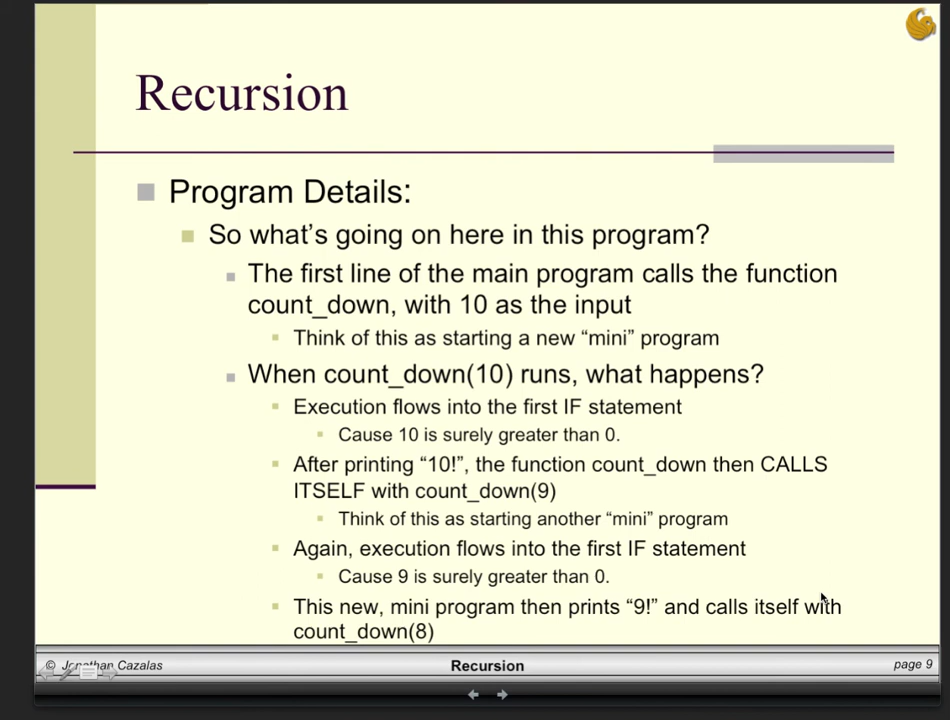 Recursion
Program Details:
So what's going on here in this program?
The first line of the main program calls the function
count_down, with 10 as the input
Think of this as starting a new “mini” program
When count_down(10) runs, what happens?
Execution flows into the first IF statement
Cause 10 is surely greater than 0.
After printing “10!”, the function count_down then CALLS
ITSELF with count_down(9)
Think of this as starting another “mini” program
Again, execution flows into the first IF statement
Cause 9 is surely greater than 0.
This new, mini program then prints “9!” and calls itself with
count_down(8)
© Jonathan Cazalas Recursion page 9